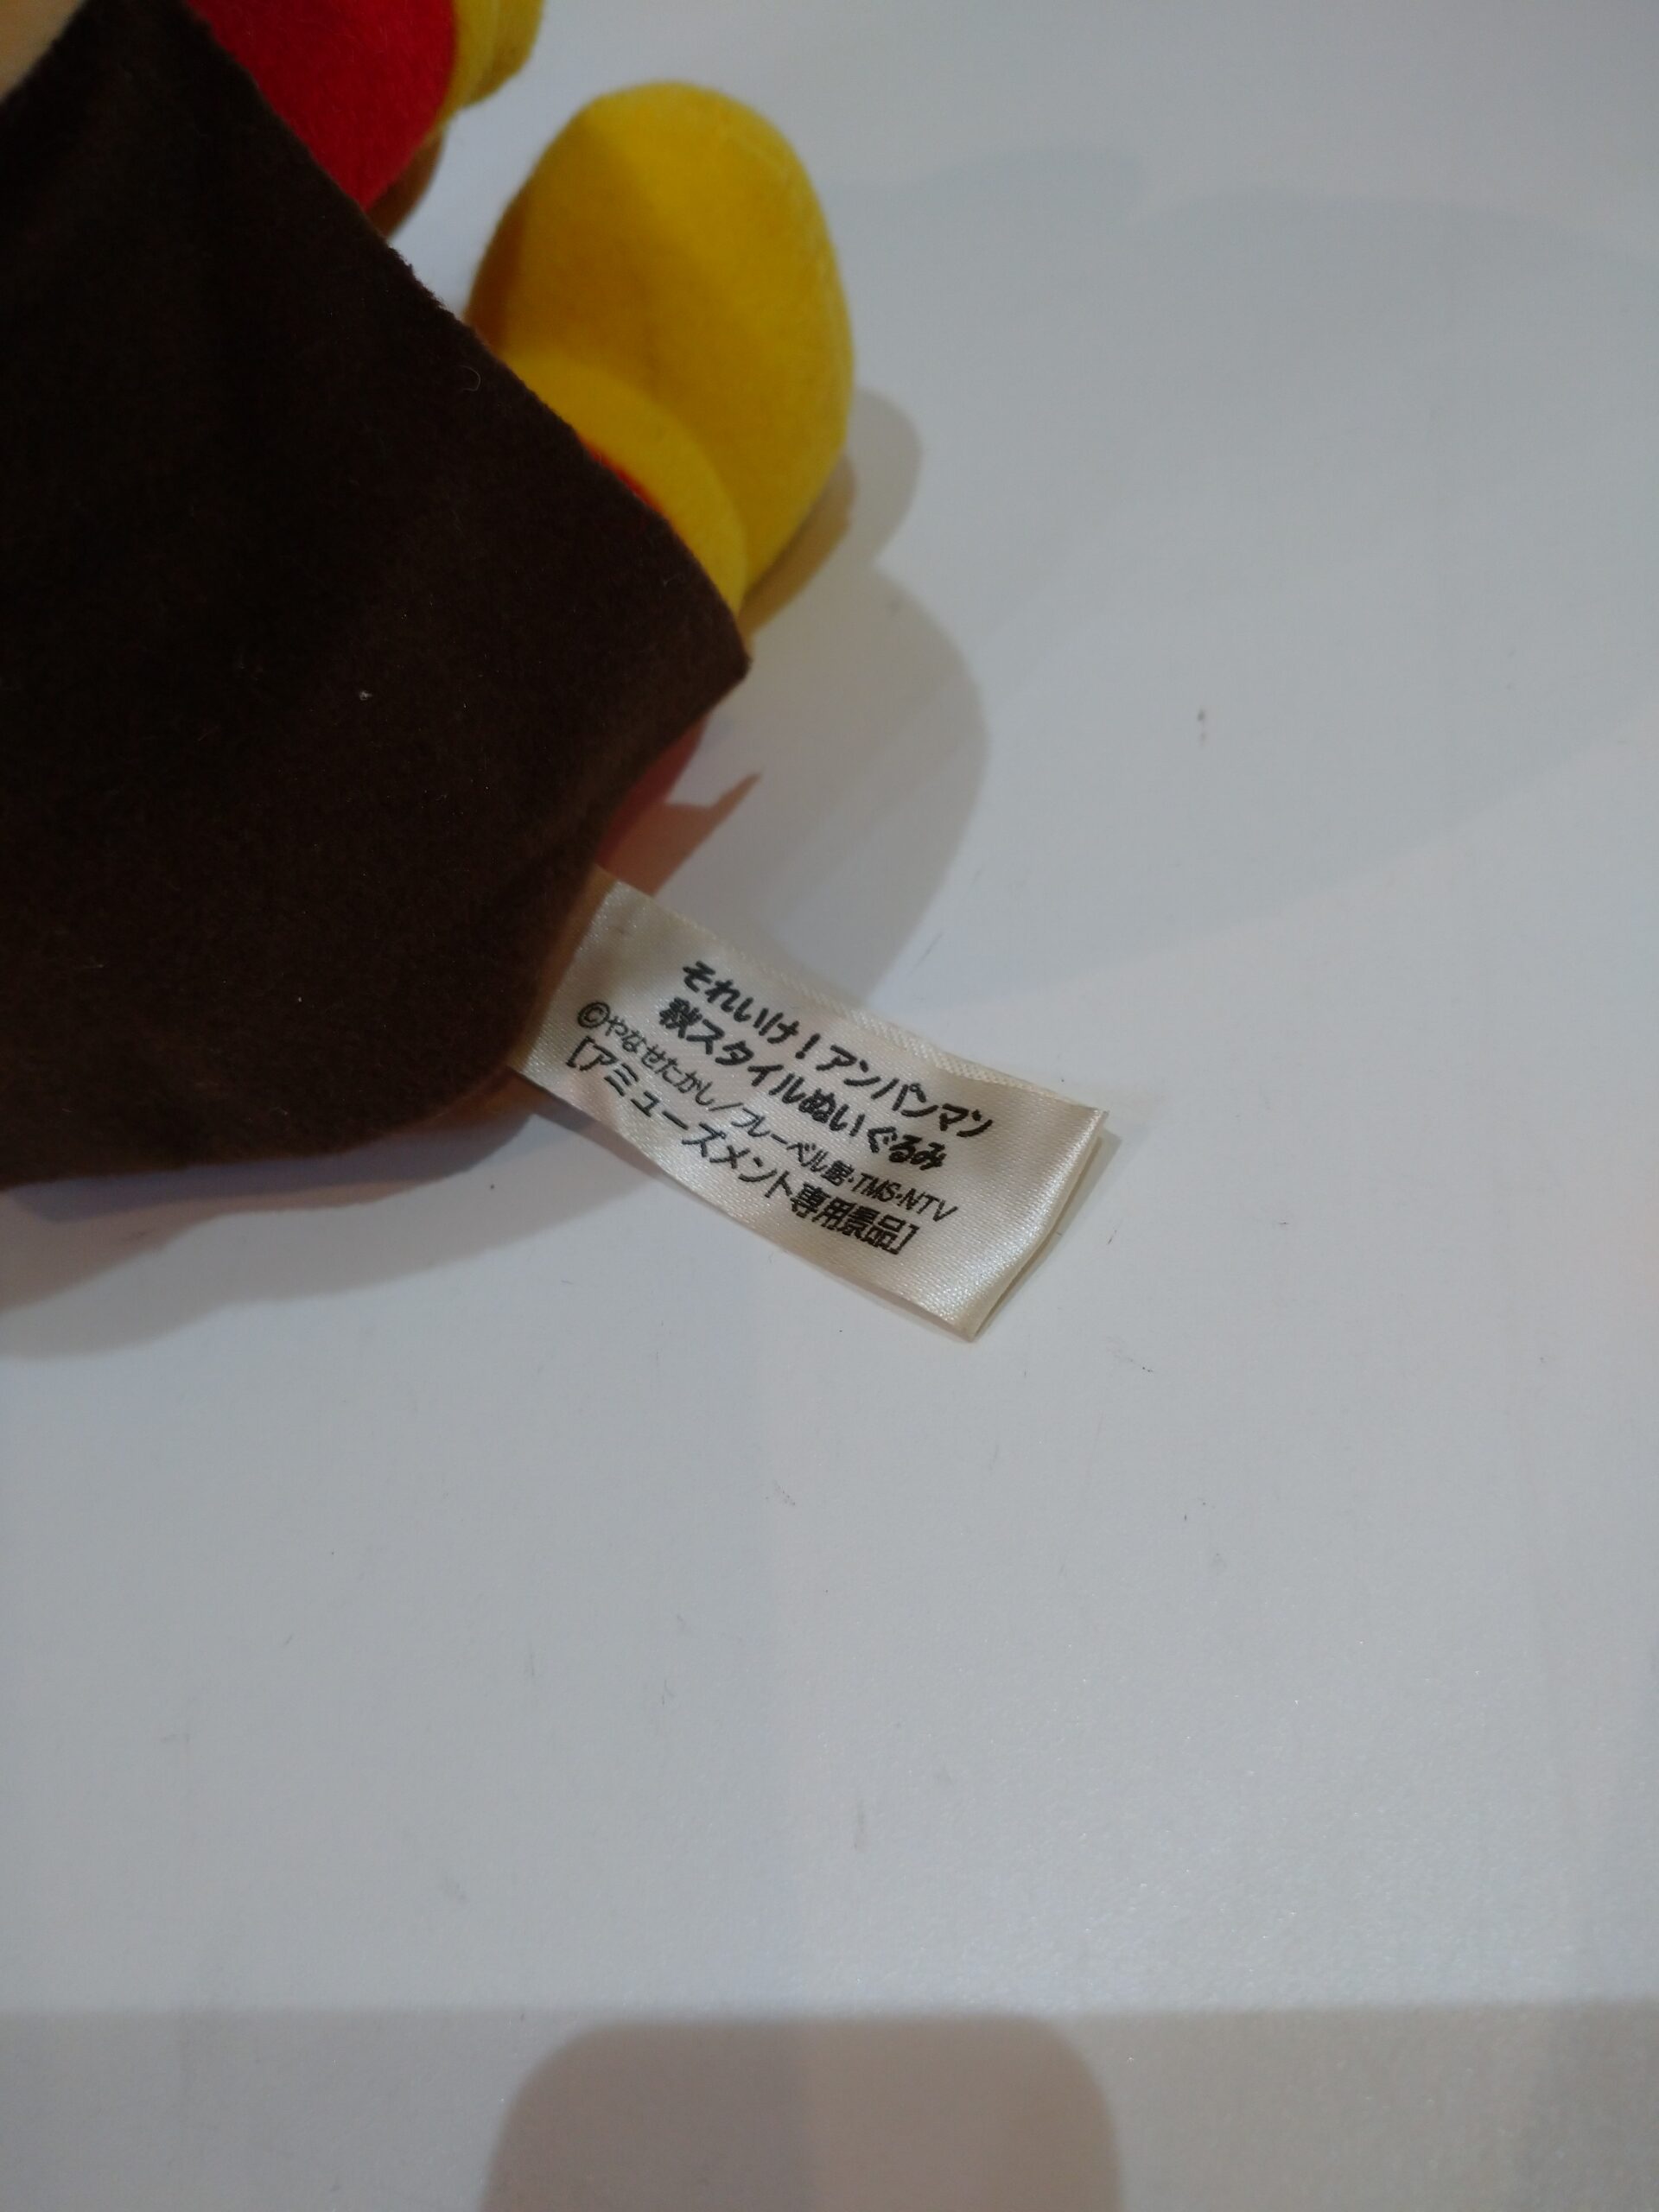 それいけ！アンパンマン
秋スタイルぬいぐるみ
©やなせたかし/フレーベル館・TMS・NTV
[アミューズメント専用景品]